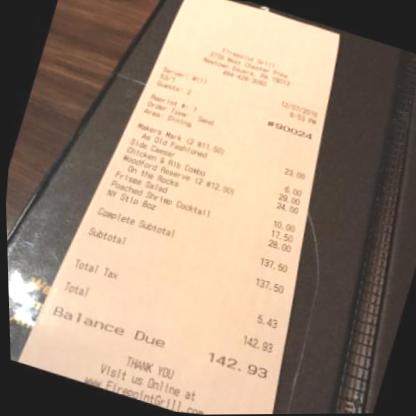 Firepoint Grill
3739 West Chester Pike
Newtown Square, PA 19073
484-428-3093
Server: Will 12/07/2019
53/1 6:53 PM
Guests: 2
#90024
Reprint #: 1
Order Type: Send
Area: Dining
Makers Mark (2 @11.50) 23.00
As Old Fashioned
Side Caesar 6.00
Chicken & Rib Combo 29.00
Woodford Reserve (2 @12.00) 24.00
On the Rocks
Frisee Salad 10.00
Poached Shrimp Cocktail 17.50
NY Stip 8oz 28.00
Complete Subtotal 137.50
Subtotal 137.50
Total Tax 5.43
Total 142.93
Balance Due 142.93
THANK YOU
Visit us Online at
www.FirepointGrill.com